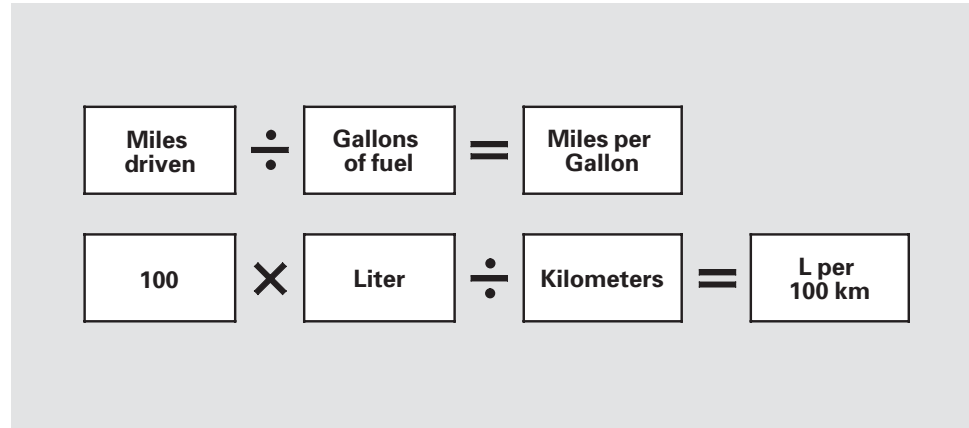 Miles driven ÷ Gallons of fuel = Miles per Gallon
100 × Liter ÷ Kilometers = L per 100 km